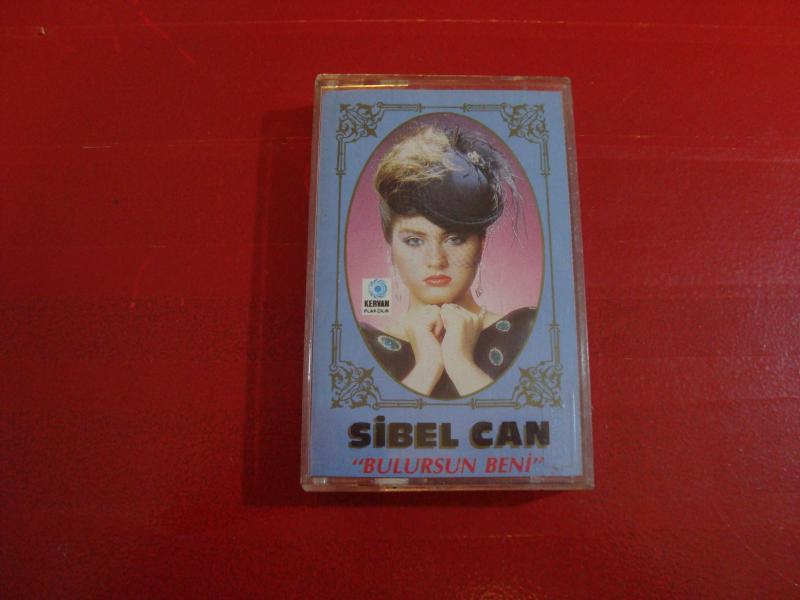 KERVAN
PLAKÇILIK
SİBEL CAN
"BULURSUN BENİ"